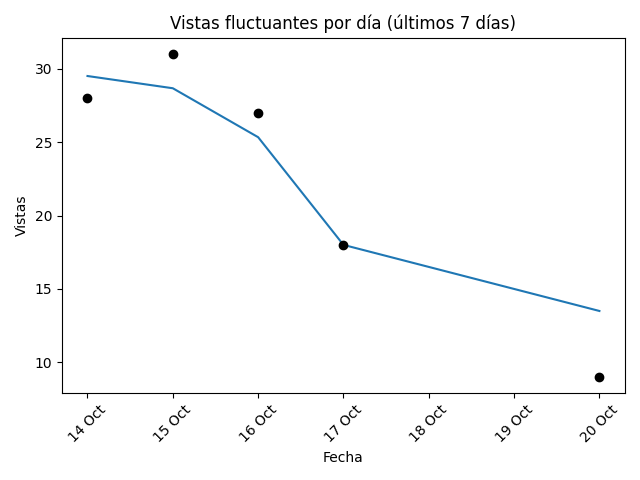 Vistas fluctuantes por día (últimos 7 días)
Vistas
30
25
20
15
10
14 Oct
15 Oct
16 Oct
17 Oct
18 Oct
19 Oct
20 Oct
Fecha